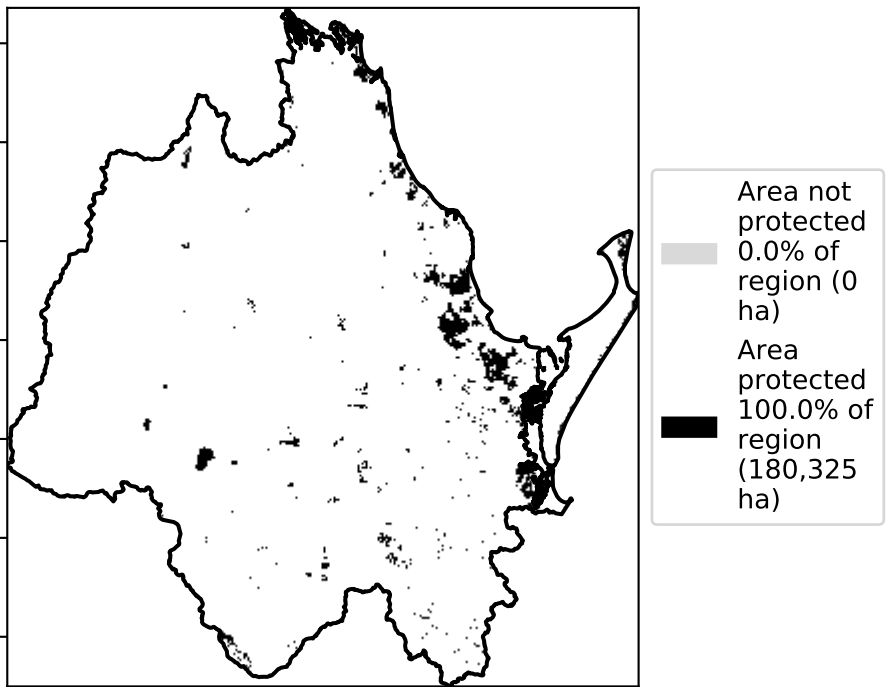 Area not
protected
0.0% of
region (0
ha)
Area
protected
100.0% of
region
(180,325
ha)